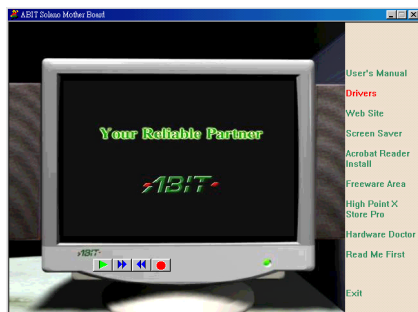 ABIT Solano Mother Board
User's Manual
Drivers
Web Site
Screen Saver
Acrobat Reader
Install
Freeware Area
High Point X
Store Pro
Hardware Doctor
Read Me First
Exit
Your Reliable Partner
ABIT
ABIT